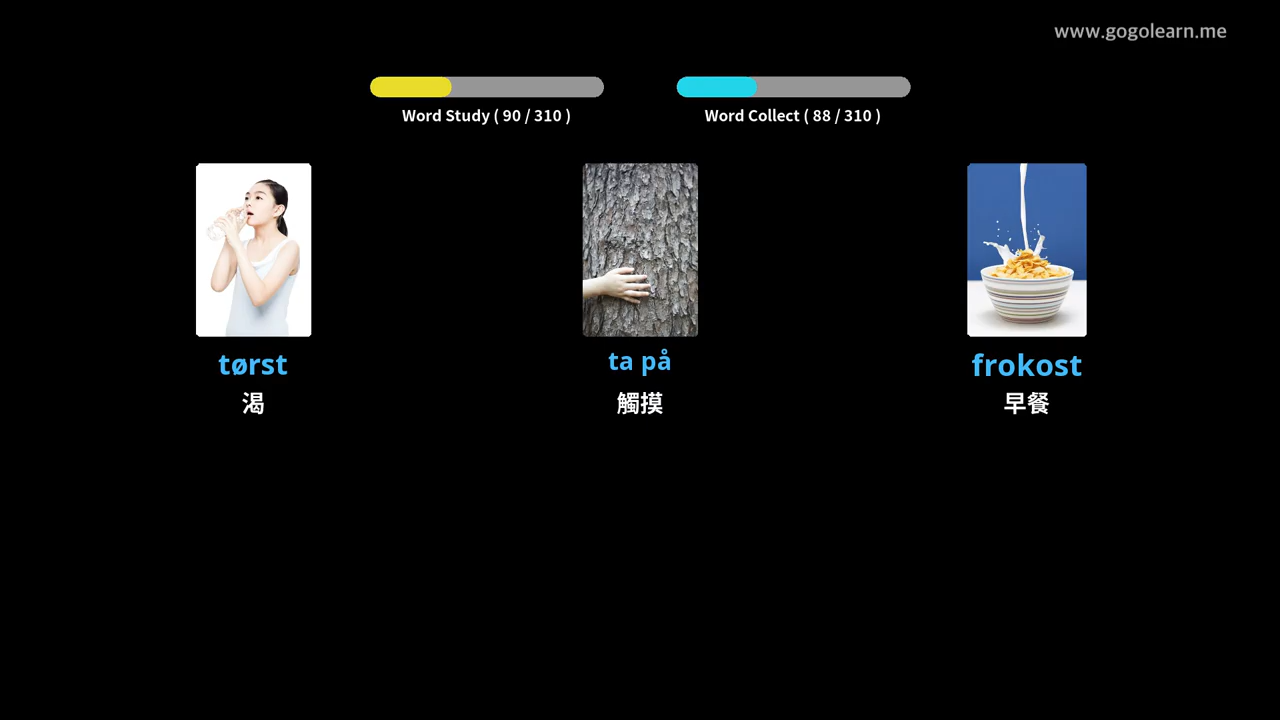 www.gogolearn.me
Word Study ( 90 / 310 )
Word Collect ( 88 / 310 )
tørst
渴
ta på
觸摸
frokost
早餐